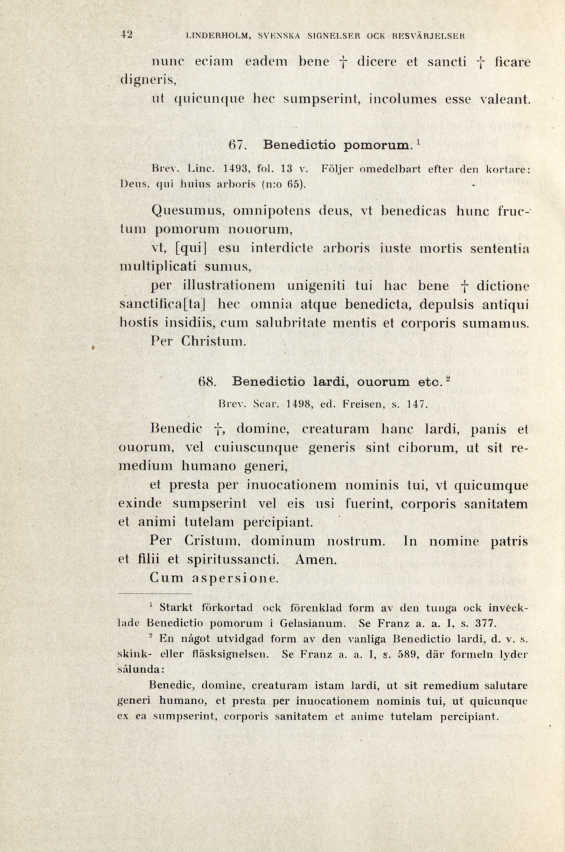 42 LINDERHOLM, SVENSKA SIGNELSER OCK BESVÄRJELSER
nunc eciam eadem bene † dicere et sancti † ficare
digneris,
ut quicunque hec sumpserint, incolumes esse valeant.
67. Benedictio pomorum. ¹
Brev. Linc. 1493, fol. 13 v. Följer omedelbart efter den kortare:
Deus, qui huius arboris (n:o 65).
Quesumus, omnipotens deus, vt benedicas hunc fruc-
tum pomorum nouorum,
vt, [qui] esu interdicte arboris iuste mortis sententia
multiplicati sumus,
per illustrationem unigeniti tui hac bene † dictione
sanctifica[ta] hec omnia atque benedicta, depulsis antiqui
hostis insidiis, cum salubritate mentis et corporis sumamus.
Per Christum.
68. Benedictio lardi, ouorum etc. ²
Brev. Scar. 1498, ed. Freisen, s. 147.
Benedic †, domine, creaturam hanc lardi, panis et
ouorum, vel cuiuscunque generis sint ciborum, ut sit re-
medium humano generi,
et presta per inuocationem nominis tui, vt quicumque
exinde sumpserint vel eis usi fuerint, corporis sanitatem
et animi tutelam percipiant.
Per Cristum, dominum nostrum. In nomine patris
et filii et spiritussancti. Amen.
Cum aspersione.
¹ Starkt förkortad ock förenklad form av den tunga ock inveck-
lade Benedictio pomorum i Gelasianum. Se Franz a. a. I, s. 377.
² En något utvidgad form av den vanliga Benedictio lardi, d. v. s.
skink- eller fläsksignelsen. Se Franz a. a. I, s. 589, där formeln lyder
sålunda:
Benedic, domine, creaturam istam lardi, ut sit remedium salutare
generi humano, et presta per inuocationem nominis tui, ut quicunque
ex ea sumpserint, corporis sanitatem et anime tutelam percipiant.